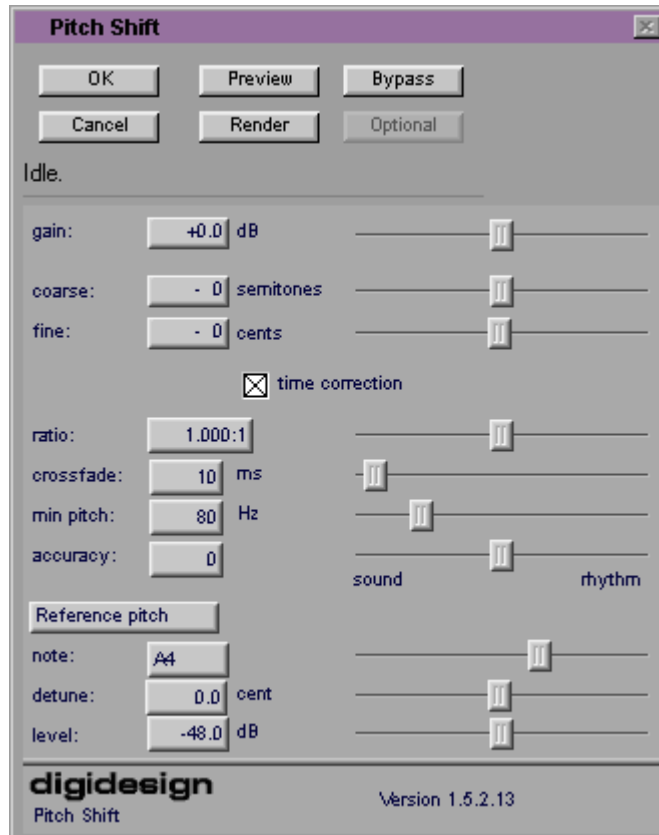 Pitch Shift
OK Preview Bypass
Cancel Render Optional
Idle.
gain: +0.0 dB
coarse: - 0 semitones
fine: - 0 cents
time correction
ratio: 1.000:1
crossfade: 10 ms
min pitch: 80 Hz
accuracy: 0
sound rhythm
Reference pitch
note: A4
detune: 0.0 cent
level: -48.0 dB
digidesign
Pitch Shift Version 1.5.2.13